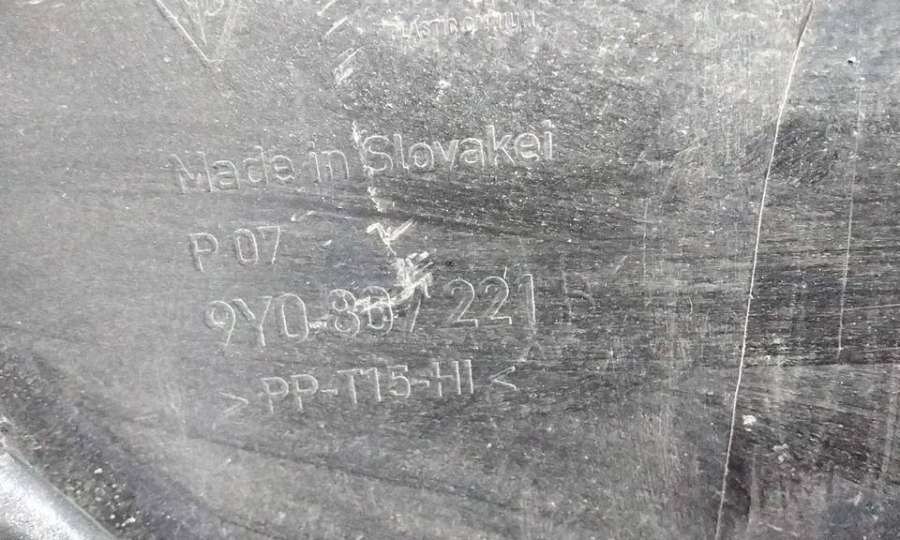 Made in Slovakei
P 07
9Y0.807 221
>PP-T15-HI<